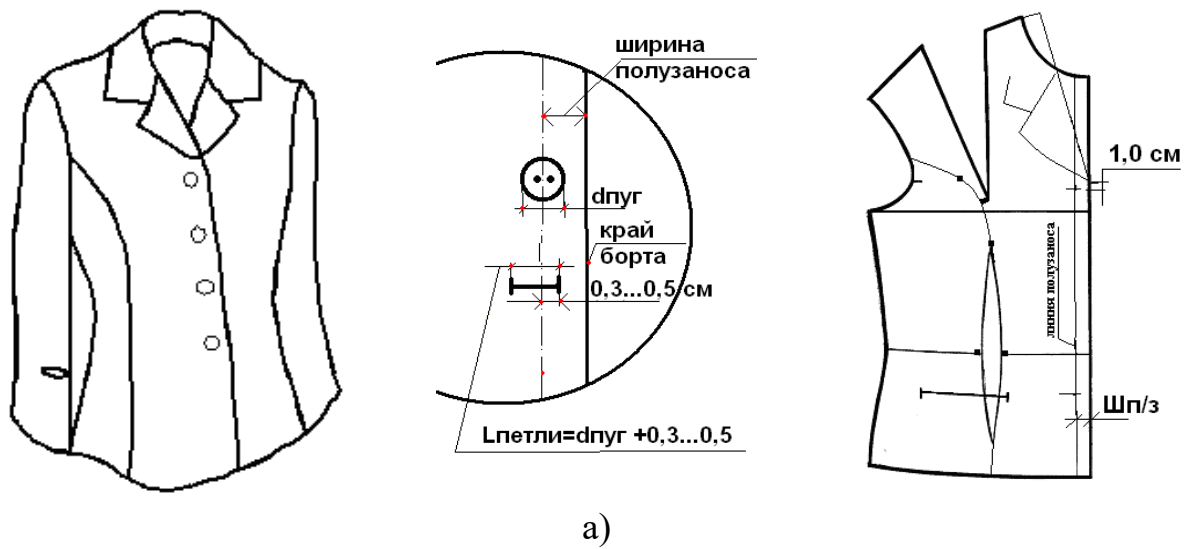 ширина
полузаноса
dпуг
край
борта
0,3...0,5 см
Lпетли=dпуг +0,3...0,5
1,0 см
линия полузаноса
Шп/з
а)